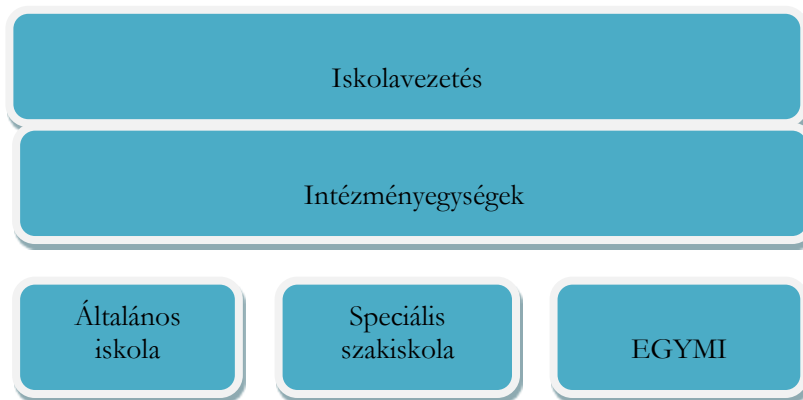 Iskolavezetés
Intézményegységek
Általános
iskola
Speciális
szakiskola
EGYMI